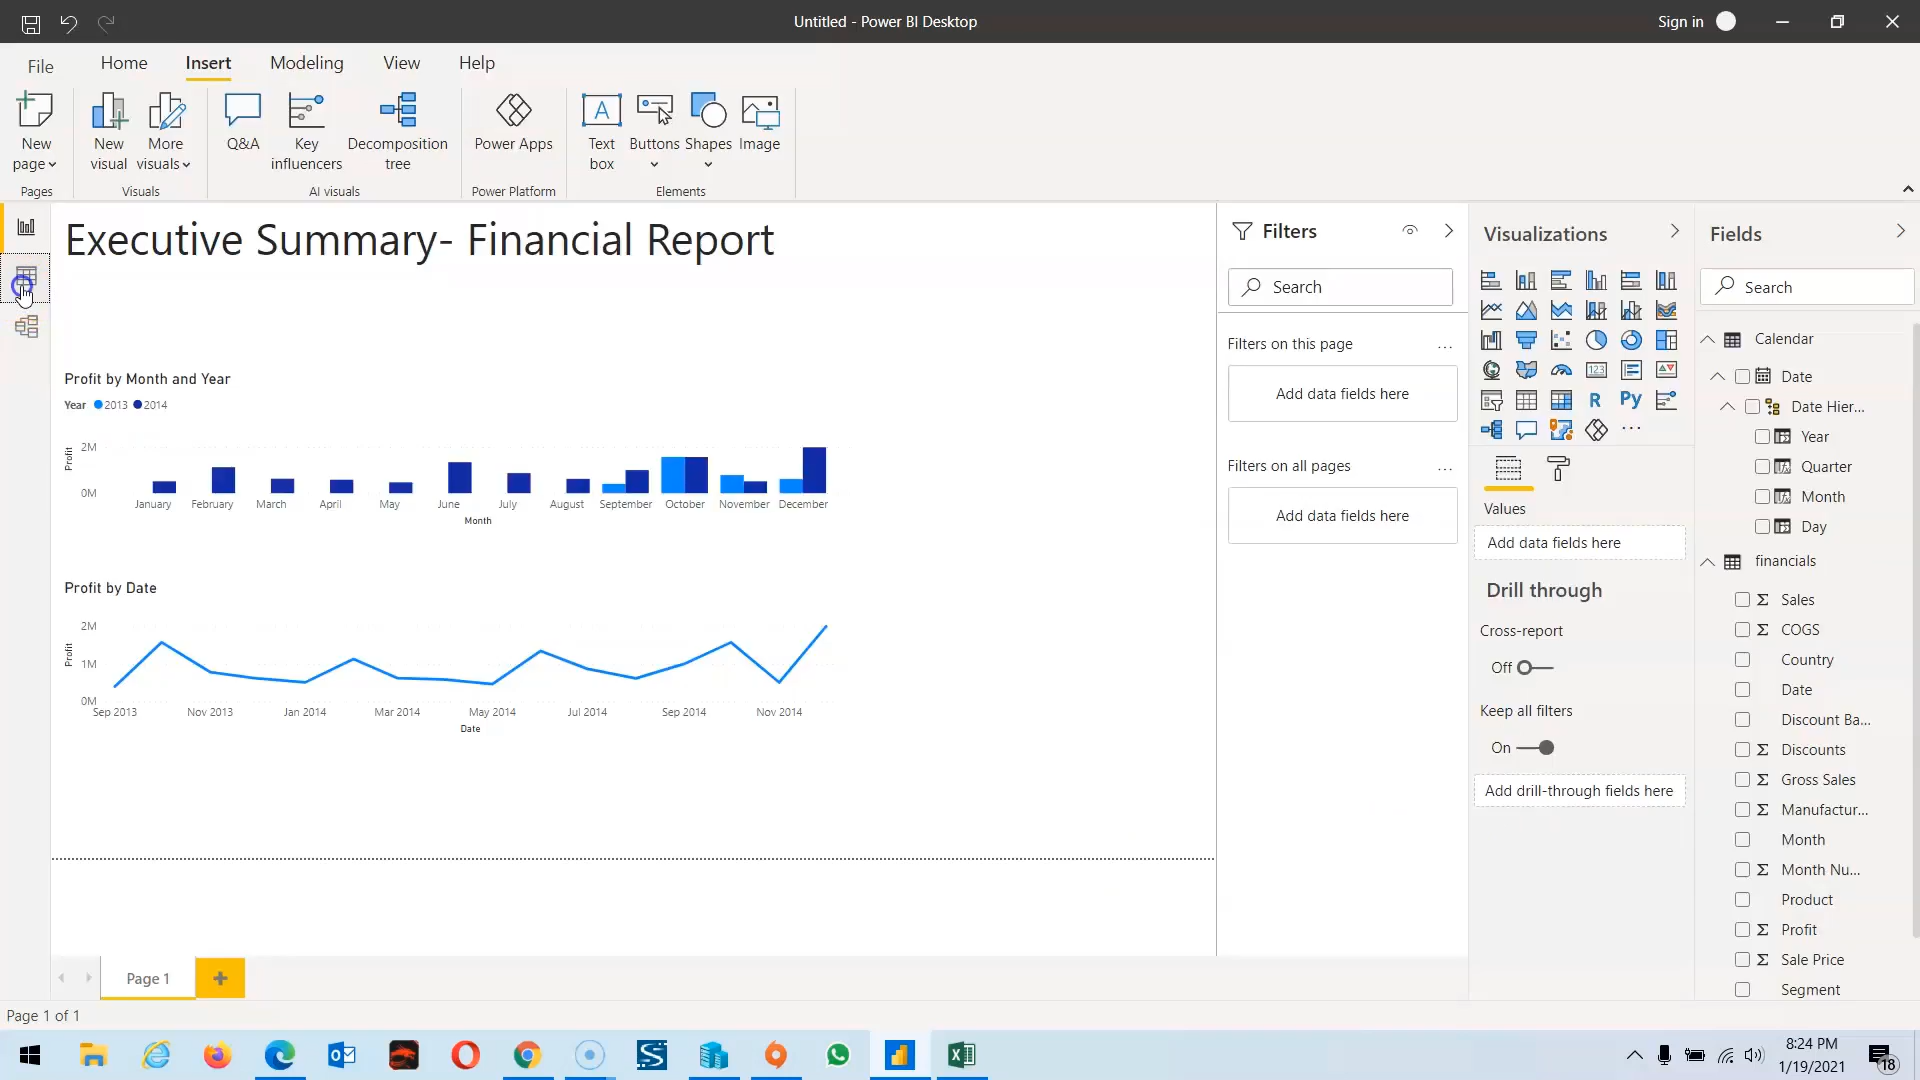 Untitled - Power BI Desktop
Sign in
File
Home
Insert
Modeling
View
Help
New page
New visual
More visuals
Q&A
Key influencers
Decomposition tree
Power Apps
Text box
Buttons
Shapes
Image
Pages
Visuals
AI visuals
Power Platform
Elements
Executive Summary- Financial Report
Profit by Month and Year
Year 2013 2014
Profit
2M
0M
January February March April May June July August September October November December
Month
Profit by Date
Profit
2M
1M
0M
Sep 2013 Nov 2013 Jan 2014 Mar 2014 May 2014 Jul 2014 Sep 2014 Nov 2014
Date
Page 1
+
Page 1 of 1
Filters
Search
Filters on this page ...
Add data fields here
Filters on all pages ...
Add data fields here
Visualizations
123
R
Py
...
Values
Add data fields here
Drill through
Cross-report
Off
Keep all filters
On
Add drill-through fields here
Fields
Search
Calendar
Date
Date Hier...
Year
Quarter
Month
Day
financials
Σ Sales
Σ COGS
Country
Date
Discount Ba...
Σ Discounts
Σ Gross Sales
Σ Manufactur...
Month
Σ Month Nu...
Product
Σ Profit
Σ Sale Price
Segment
8:24 PM
1/19/2021
18